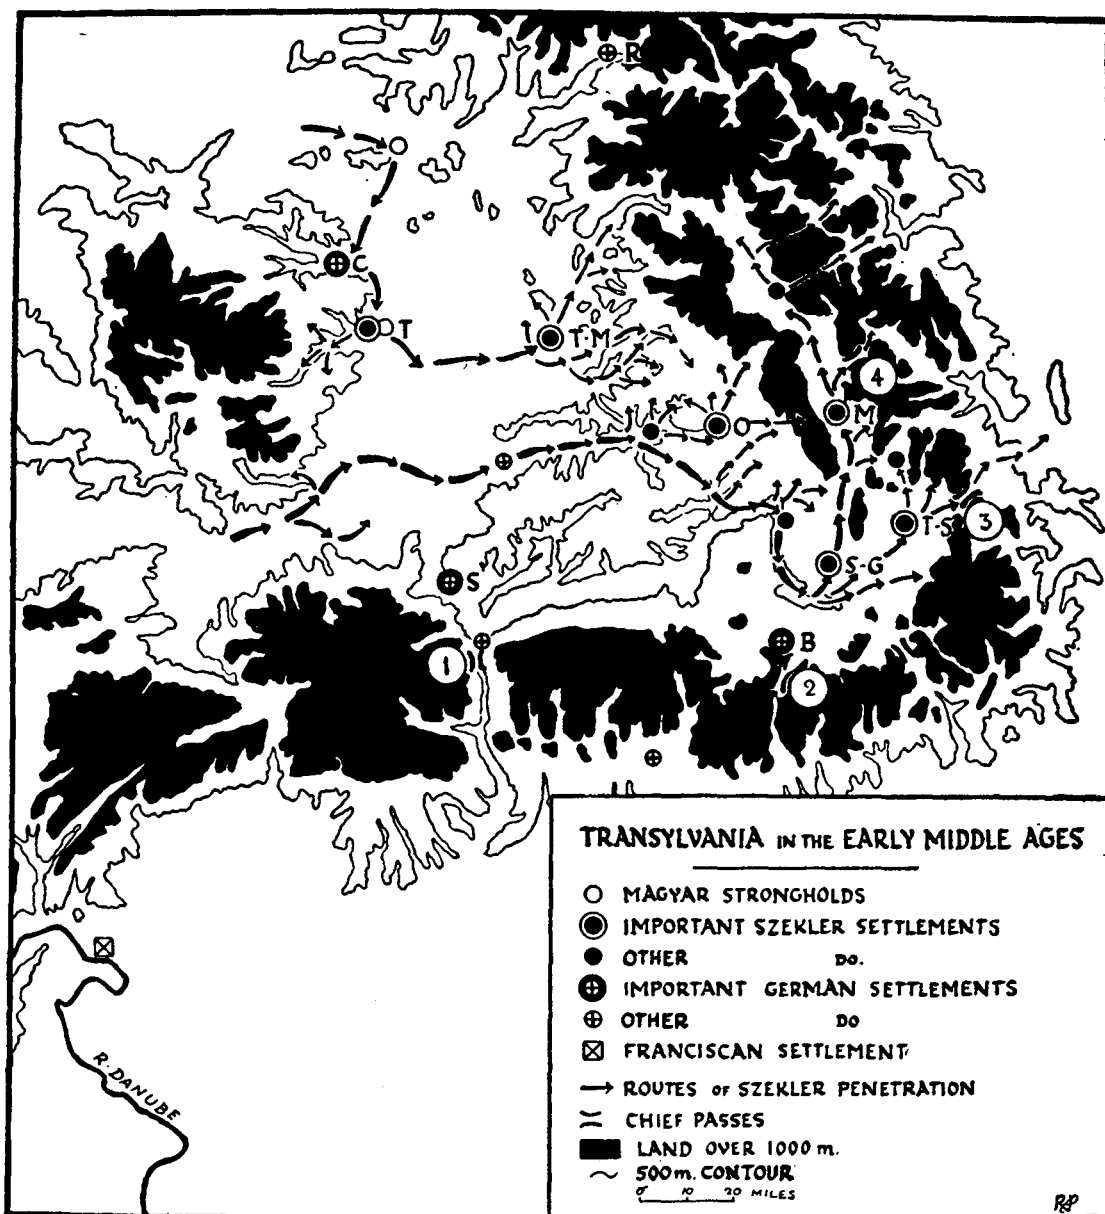 R
C
T
T·M
4
O
M
3
T·S
S·G
S
1
B
2
R. DANUBE
TRANSYLVANIA IN THE EARLY MIDDLE AGES
MAGYAR STRONGHOLDS
IMPORTANT SZEKLER SETTLEMENTS
OTHER DO.
IMPORTANT GERMAN SETTLEMENTS
OTHER DO
FRANCISCAN SETTLEMENT
ROUTES OF SZEKLER PENETRATION
CHIEF PASSES
LAND OVER 1000 m.
500 m. CONTOUR
0 10 20 MILES